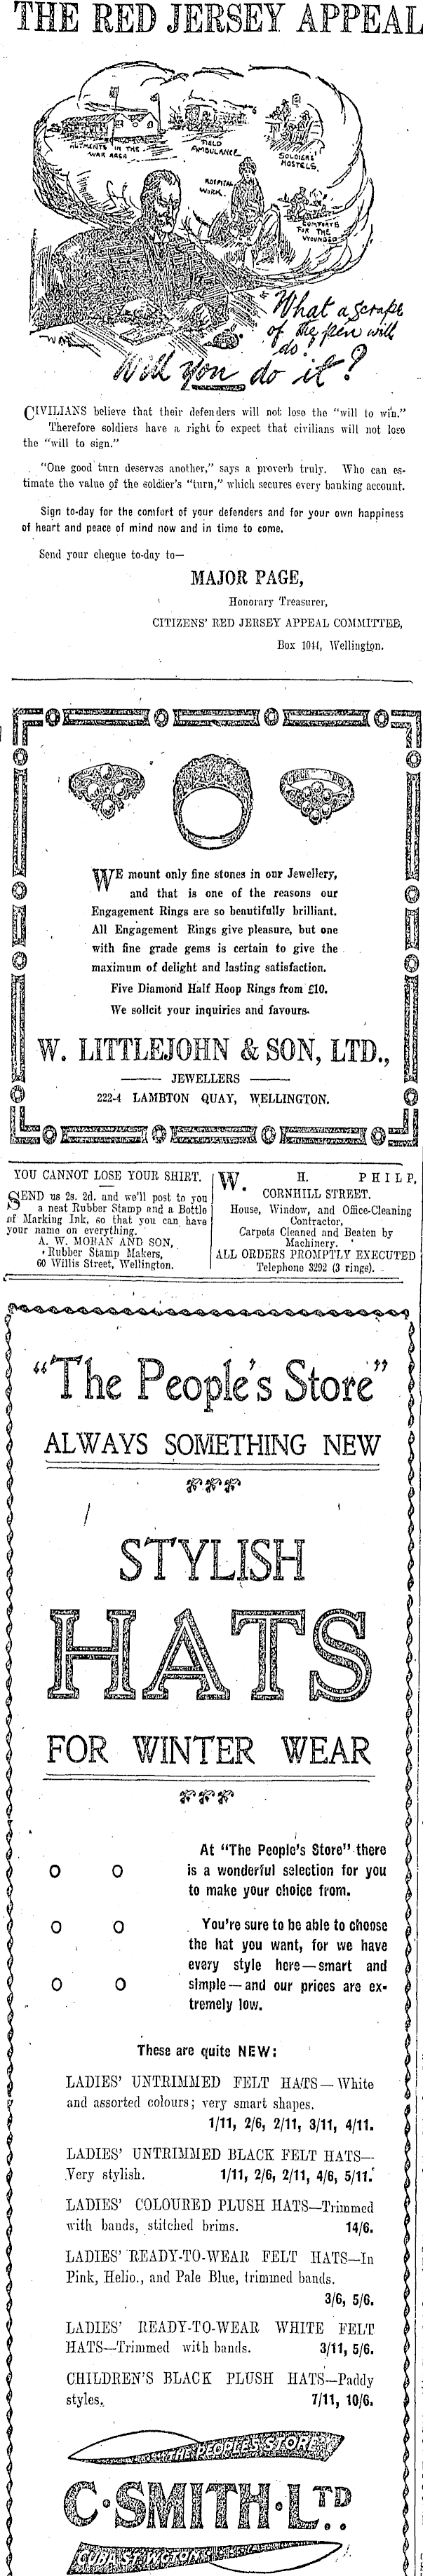 THE RED JERSEY APPEAL
IN THE
WAR AREA
FIELD
AMBULANCE
SOLDIERS'
HOSTELS.
HOSPITAL
WORK.
COMFORTS
FOR THE
WOUNDED
What a scrape
of the pen will
do!
Will you do it?
CIVILIANS believe that their defenders will not lose the "will to win."
Therefore soldiers have a right to expect that civilians will not lose
the "will to sign."
"One good turn deserves another," says a proverb truly. Who can es-
timate the value of the soldier's "turn," which secures every banking account.
Sign to-day for the comfort of your defenders and for your own happiness
of heart and peace of mind now and in time to come.
Send your cheque to-day to—
MAJOR PAGE,
Honorary Treasurer,
CITIZENS' RED JERSEY APPEAL COMMITTEE,
Box 1044, Wellington.
WE mount only fine stones in our Jewellery,
and that is one of the reasons our
Engagement Rings are so beautifully brilliant.
All Engagement Rings give pleasure, but one
with fine grade gems is certain to give the
maximum of delight and lasting satisfaction.
Five Diamond Half Hoop Rings from £10.
We solicit your inquiries and favours.
W. LITTLEJOHN & SON, LTD.,
JEWELLERS
222-4 LAMBTON QUAY, WELLINGTON.
YOU CANNOT LOSE YOUR SHIRT.
SEND us 2s. 2d. and we'll post to you
a neat Rubber Stamp and a Bottle
of Marking Ink, so that you can have
your name on everything.
A. W. MORAN AND SON,
Rubber Stamp Makers,
60 Willis Street, Wellington.
W. H. PHILP,
CORNHILL STREET.
House, Window, and Office-Cleaning
Contractor,
Carpets Cleaned and Beaten by
Machinery.
ALL ORDERS PROMPTLY EXECUTED
Telephone 3292 (3 rings).
"The People's Store"
ALWAYS SOMETHING NEW
STYLISH
HATS
FOR WINTER WEAR
At "The People's Store" there
is a wonderful selection for you
to make your choice from.
You're sure to be able to choose
the hat you want, for we have
every style here—smart and
simple—and our prices are ex-
tremely low.
These are quite NEW:
LADIES' UNTRIMMED FELT HATS—White
and assorted colours; very smart shapes.
1/11, 2/6, 2/11, 3/11, 4/11.
LADIES' UNTRIMMED BLACK FELT HATS—
Very stylish. 1/11, 2/6, 2/11, 4/6, 5/11.
LADIES' COLOURED PLUSH HATS—Trimmed
with bands, stitched brims. 14/6.
LADIES' READY-TO-WEAR FELT HATS—In
Pink, Helio., and Pale Blue, trimmed bands.
3/6, 5/6.
LADIES' READY-TO-WEAR WHITE FELT
HATS—Trimmed with bands. 3/11, 5/6.
CHILDREN'S BLACK PLUSH HATS—Paddy
styles. 7/11, 10/6.
THE PEOPLES STORE
C. SMITH LTD.
CUBA ST. WGTON